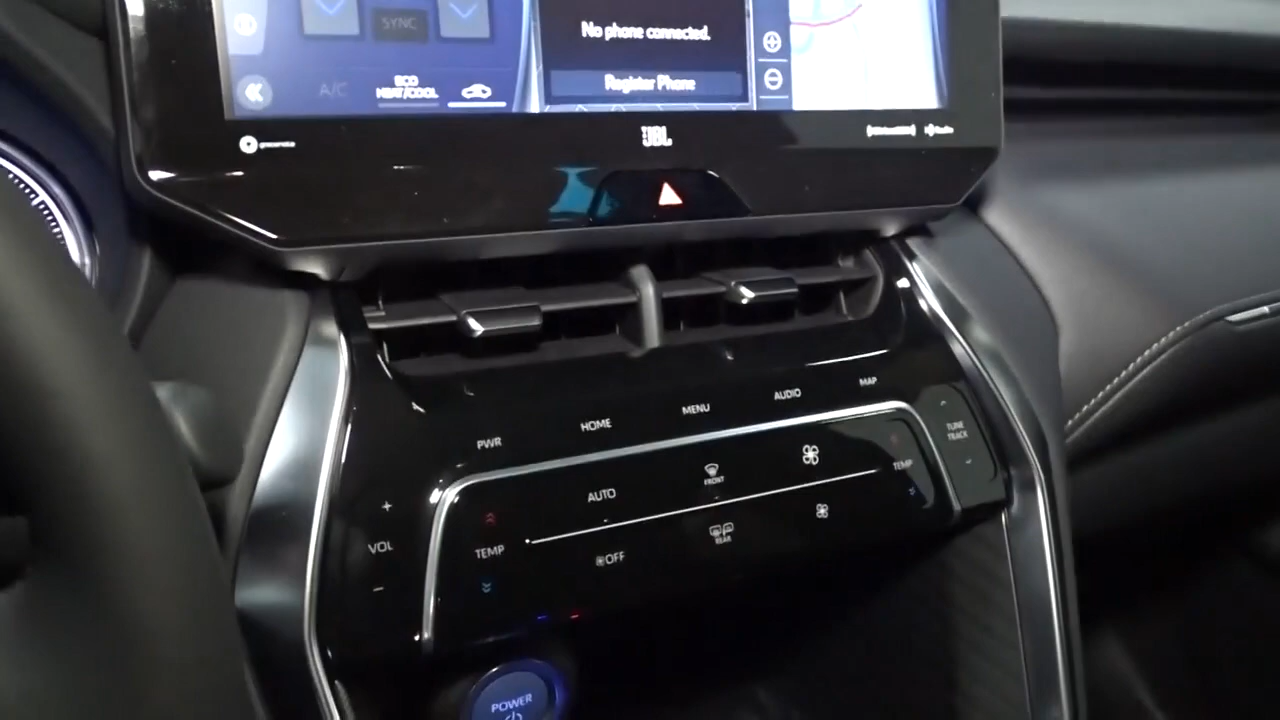 SYNC
No phone connected.
A/C
ECO
HEAT/COOL
Register Phone
gracenote
JBL
PWR
HOME
MENU
AUDIO
MAP
TUNE
TRACK
+
VOL
-
TEMP
AUTO
FRONT
TEMP
OFF
REAR
POWER